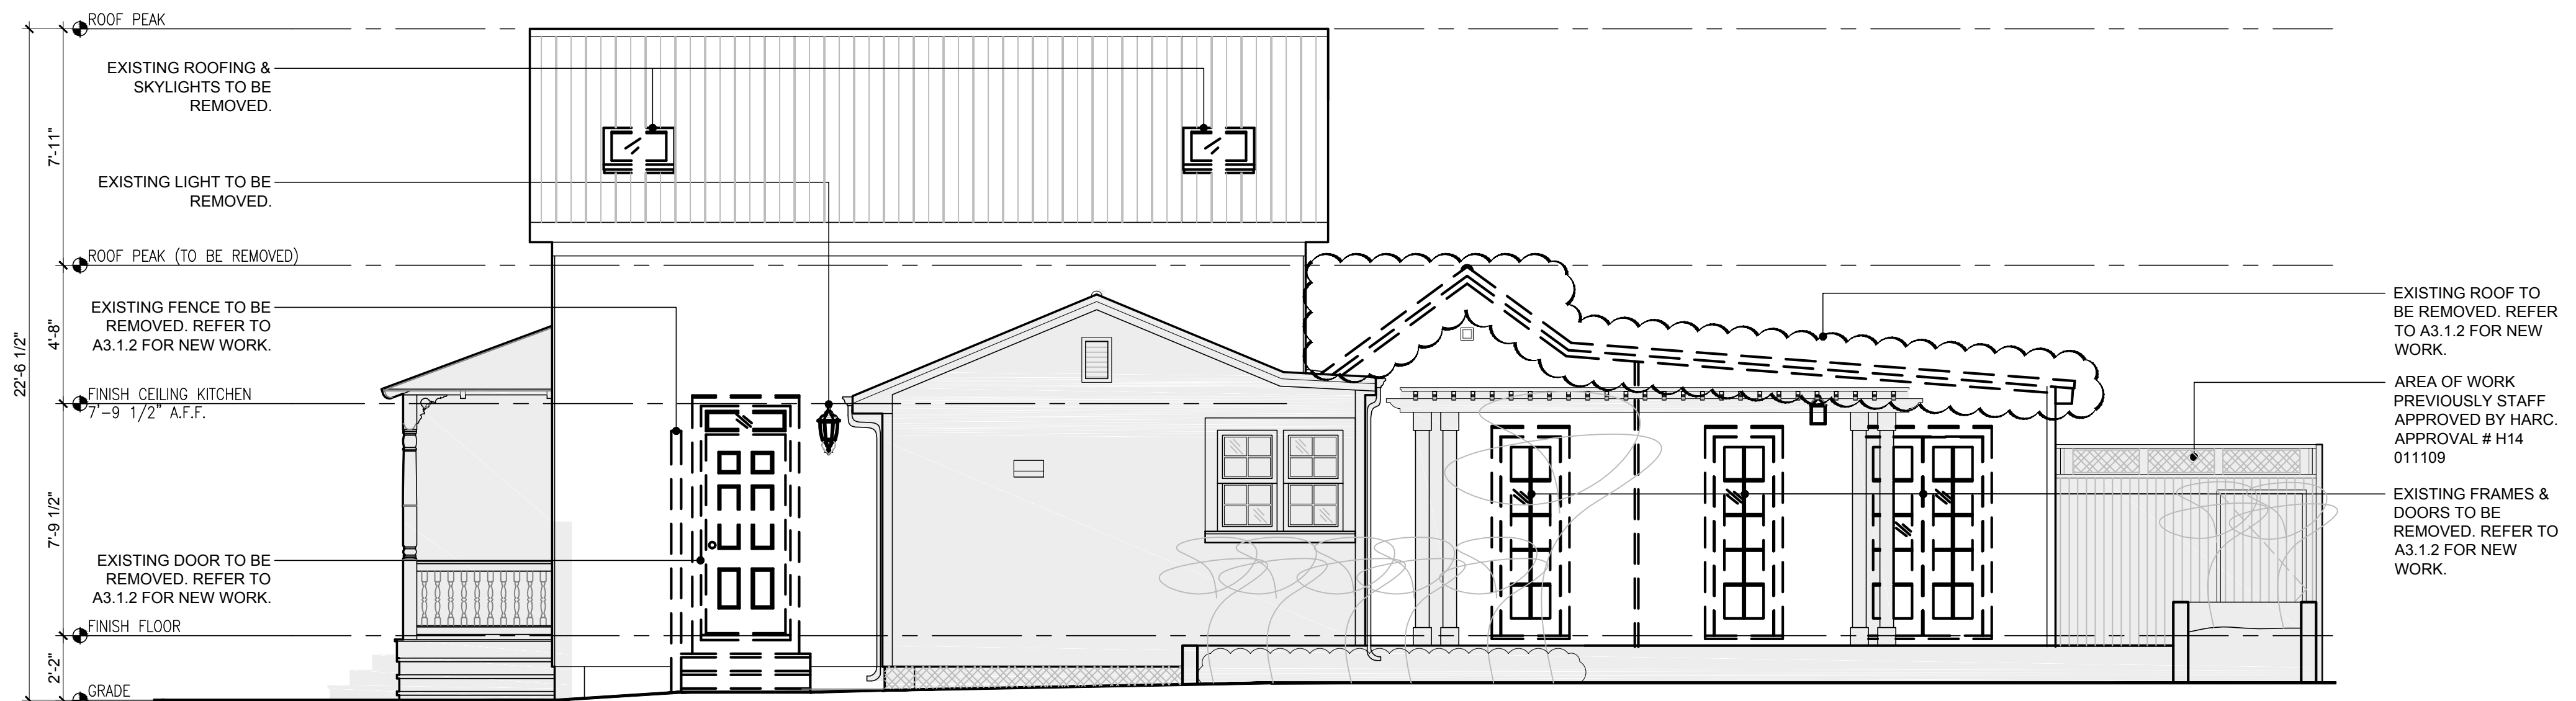 ROOF PEAK
EXISTING ROOFING &
SKYLIGHTS TO BE
REMOVED.
7'-11"
EXISTING LIGHT TO BE
REMOVED.
ROOF PEAK (TO BE REMOVED)
EXISTING FENCE TO BE
REMOVED. REFER TO
A3.1.2 FOR NEW WORK.
4'-8"
22'-6 1/2"
FINISH CEILING KITCHEN
7'-9 1/2" A.F.F.
7'-9 1/2"
EXISTING DOOR TO BE
REMOVED. REFER TO
A3.1.2 FOR NEW WORK.
FINISH FLOOR
2'-2"
GRADE
EXISTING ROOF TO
BE REMOVED. REFER
TO A3.1.2 FOR NEW
WORK.
AREA OF WORK
PREVIOUSLY STAFF
APPROVED BY HARC.
APPROVAL # H14
011109
EXISTING FRAMES &
DOORS TO BE
REMOVED. REFER TO
A3.1.2 FOR NEW
WORK.